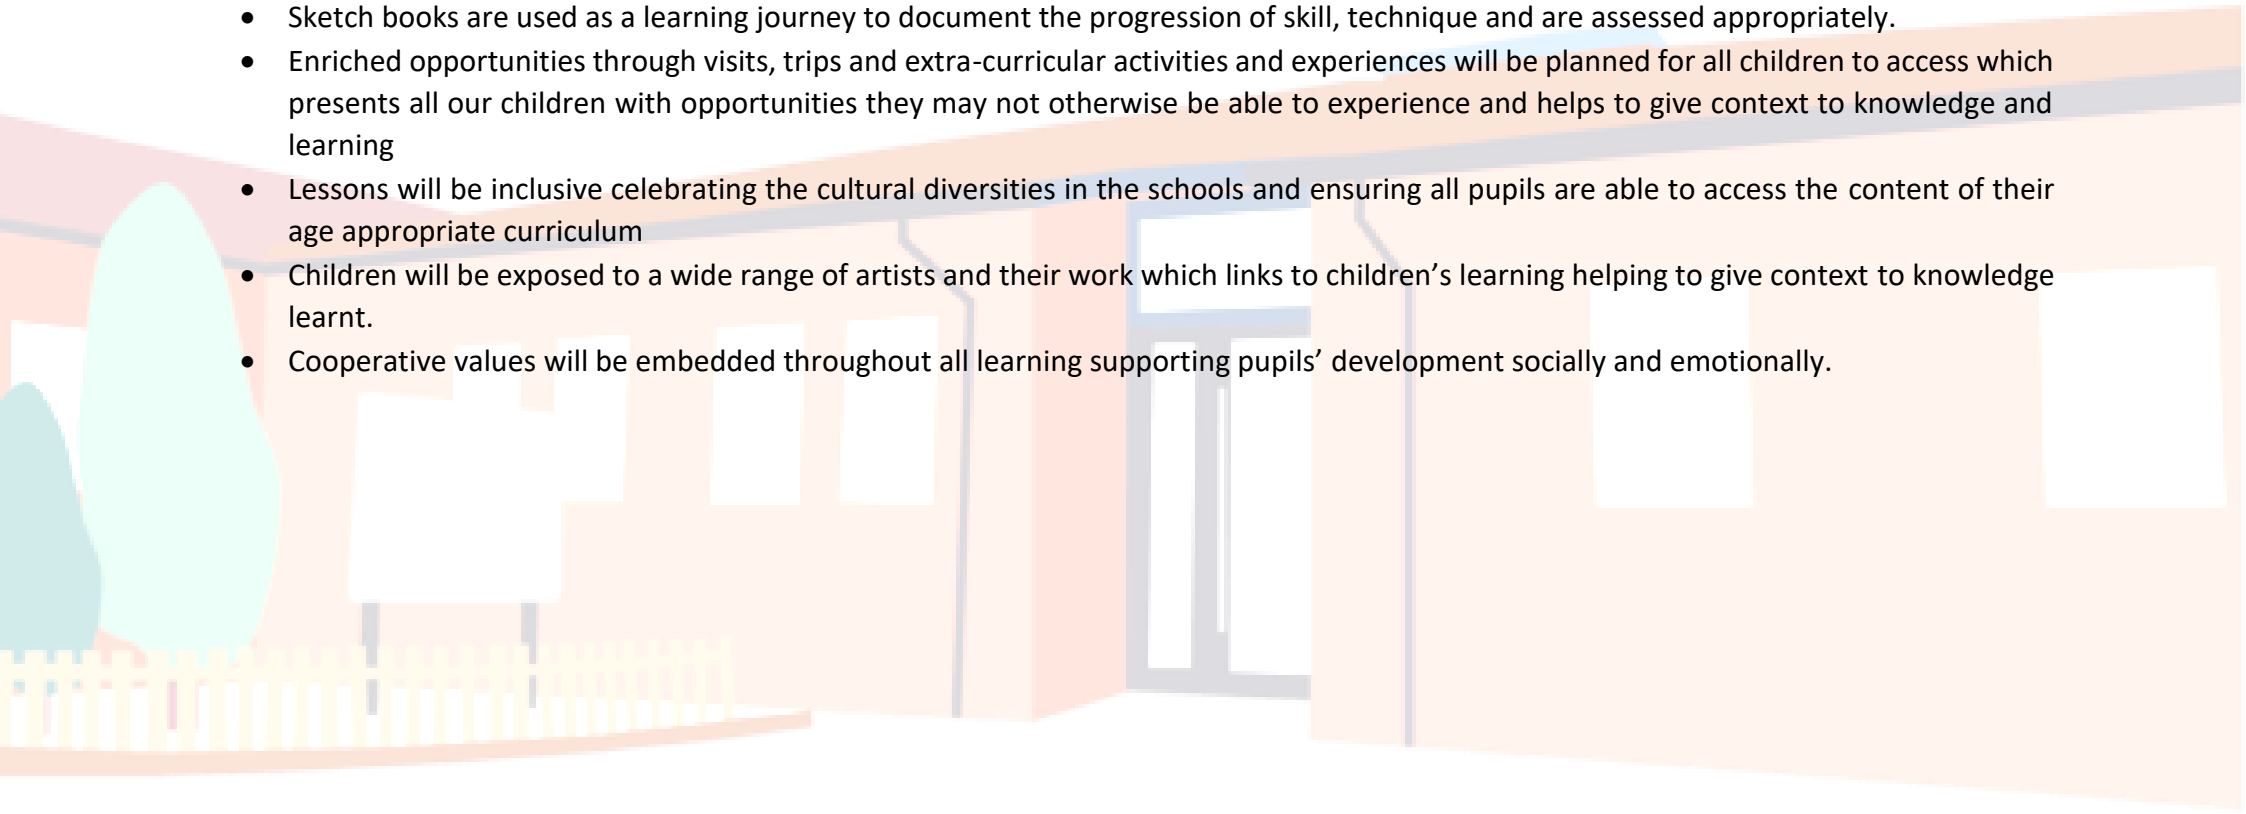 • Sketch books are used as a learning journey to document the progression of skill, technique and are assessed appropriately.
• Enriched opportunities through visits, trips and extra-curricular activities and experiences will be planned for all children to access which
presents all our children with opportunities they may not otherwise be able to experience and helps to give context to knowledge and
learning
• Lessons will be inclusive celebrating the cultural diversities in the schools and ensuring all pupils are able to access the content of their
age appropriate curriculum
• Children will be exposed to a wide range of artists and their work which links to children’s learning helping to give context to knowledge
learnt.
• Cooperative values will be embedded throughout all learning supporting pupils’ development socially and emotionally.